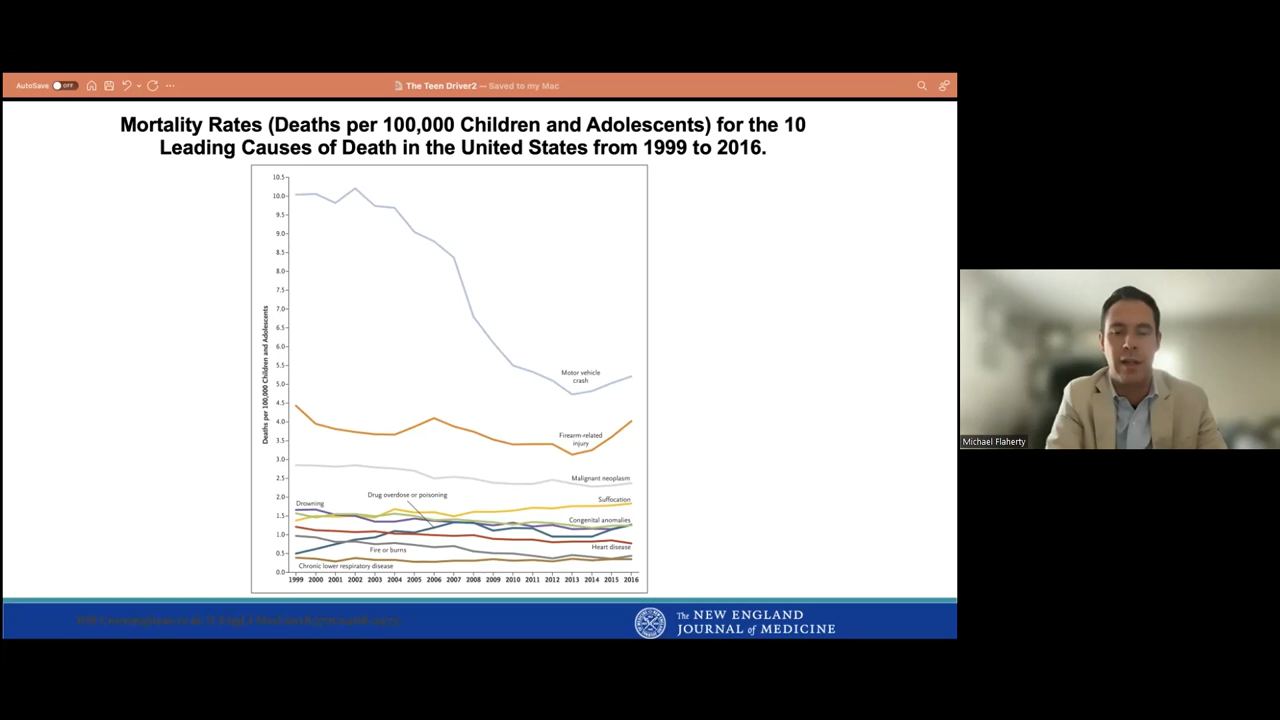 AutoSave OFF
The Teen Driver2 — Saved to my Mac
Mortality Rates (Deaths per 100,000 Children and Adolescents) for the 10
Leading Causes of Death in the United States from 1999 to 2016.
Deaths per 100,000 Children and Adolescents
10.5
10.0
9.5
9.0
8.5
8.0
7.5
7.0
6.5
6.0
5.5
5.0
4.5
4.0
3.5
3.0
2.5
2.0
1.5
1.0
0.5
0.0
Motor vehicle
crash
Firearm-related
injury
Malignant neoplasm
Drug overdose or poisoning
Suffocation
Drowning
Congenital anomalies
Fire or burns
Heart disease
Chronic lower respiratory disease
1999 2000 2001 2002 2003 2004 2005 2006 2007 2008 2009 2010 2011 2012 2013 2014 2015 2016
The NEW ENGLAND
JOURNAL of MEDICINE
Michael Flaherty